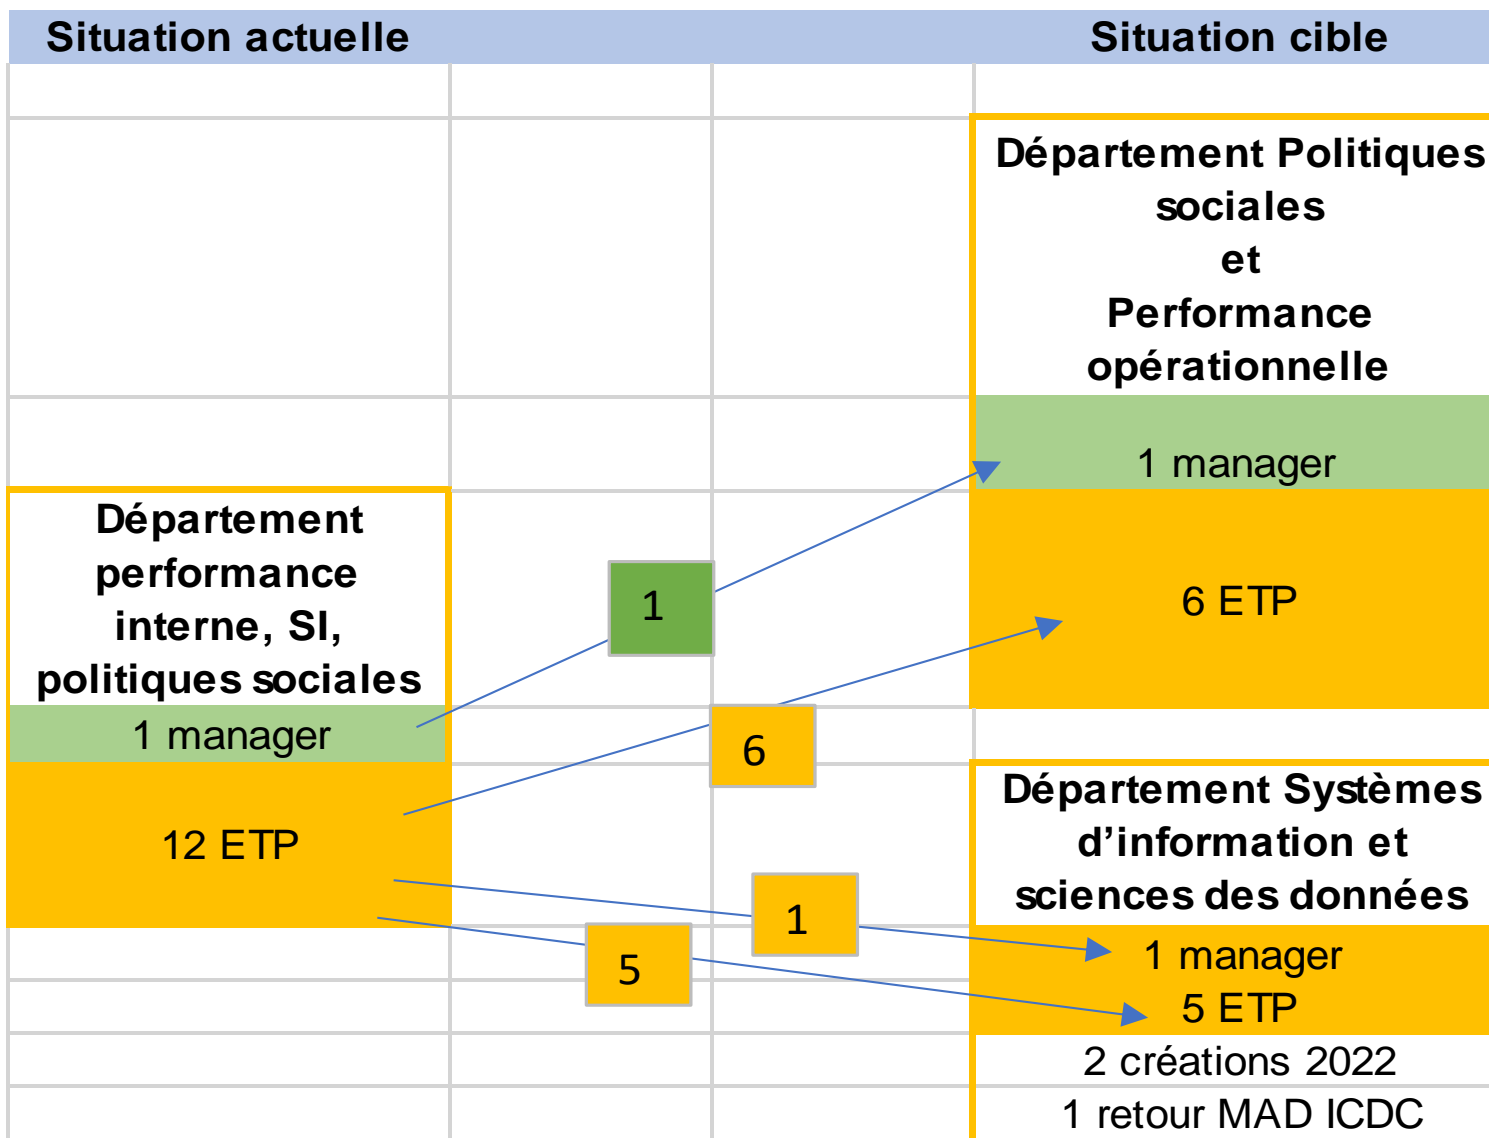 Situation actuelle
Situation cible
Département Politiques
sociales
et
Performance
opérationnelle
1 manager
6 ETP
Département
performance
interne, SI,
politiques sociales
1 manager
12 ETP
1
6
1
5
Département Systèmes
d’information et
sciences des données
1 manager
5 ETP
2 créations 2022
1 retour MAD ICDC